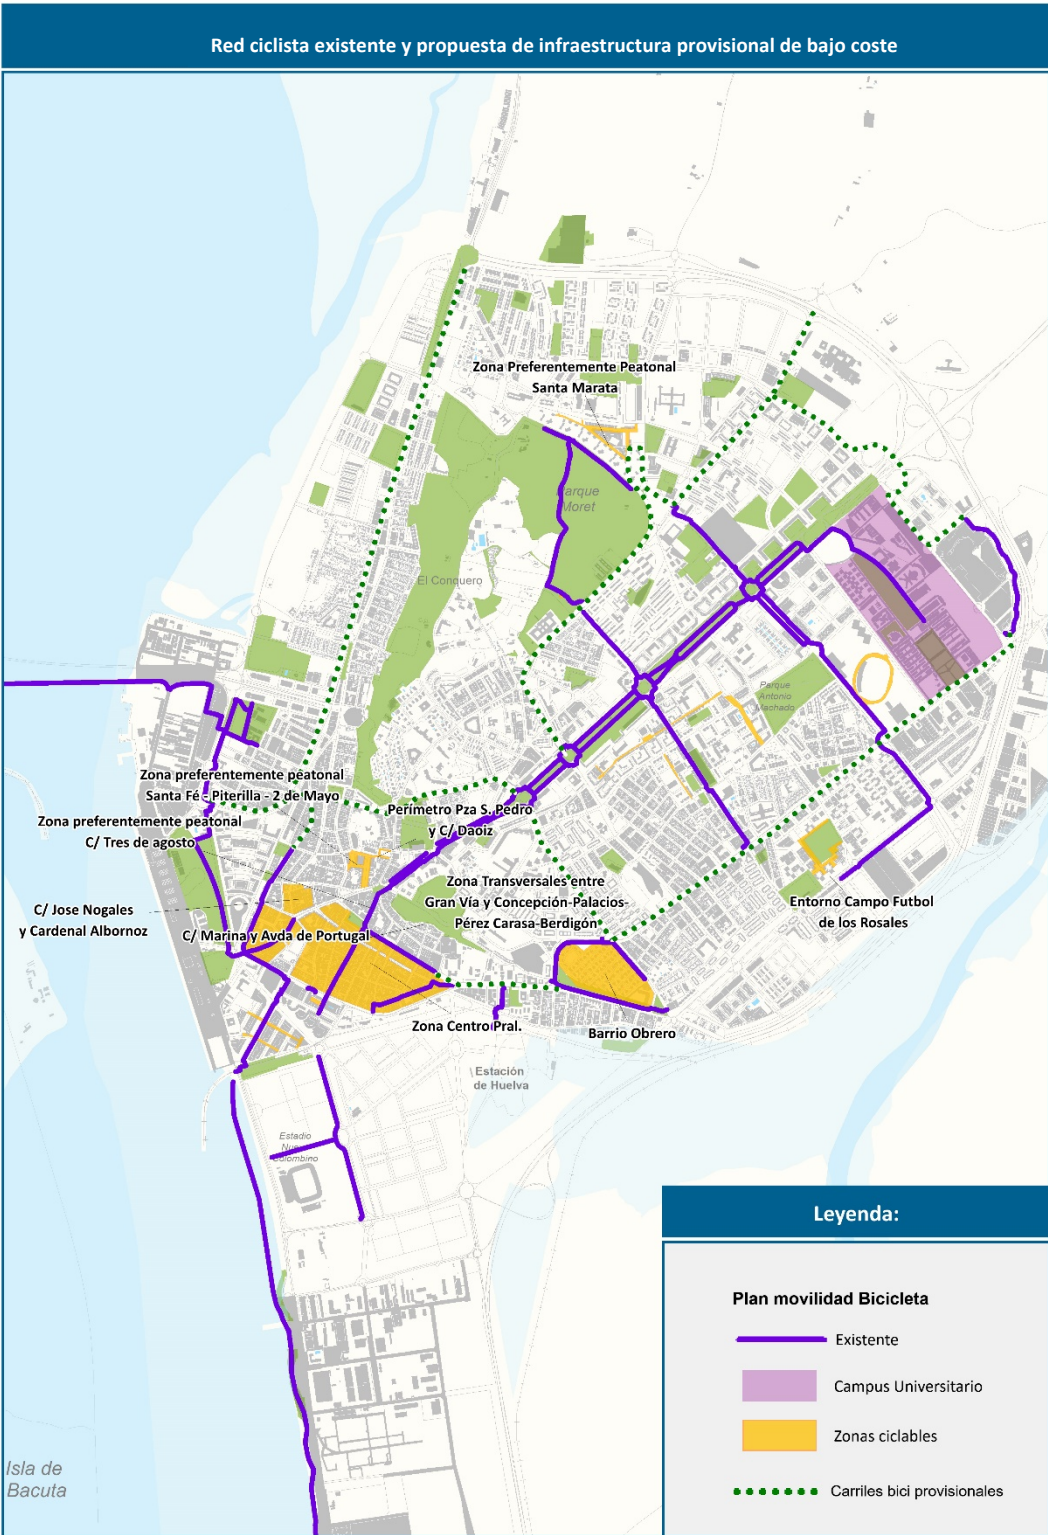 Red ciclista existente y propuesta de infraestructura provisional de bajo coste
Zona Preferentemente Peatonal
Santa Marata
Parque
Moret
El Conquero
Parque
Antonio
Machado
Zona preferentemente peatonal
Santa Fé - Piterilla - 2 de Mayo
Perímetro Pza S. Pedro
y C/ Daoiz
Zona preferentemente peatonal
C/ Tres de agosto
Zona Transversales entre
Gran Vía y Concepción-Palacios-
Pérez Carasa-Berdigón
Entorno Campo Futbol
de los Rosales
C/ Jose Nogales
y Cardenal Albornoz
C/ Marina y Avda de Portugal
Zona Centro Pral.
Barrio Obrero
Estación
de Huelva
Estadio
Nuevo
Colombino
Isla de
Bacuta
Leyenda:
Plan movilidad Bicicleta
Existente
Campus Universitario
Zonas ciclables
Carriles bici provisionales